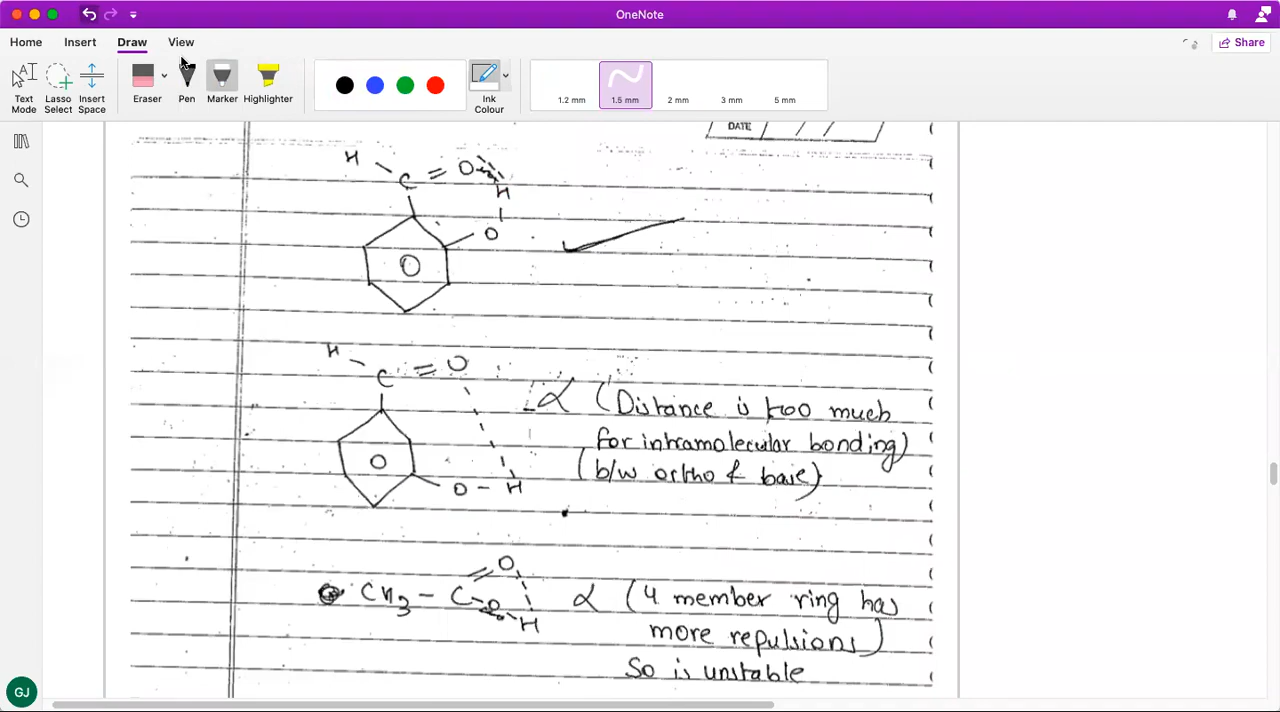 OneNote
Home Insert Draw View
Share
Text Mode
Lasso Select
Insert Space
Eraser
Pen
Marker
Highlighter
Ink Colour
1.2 mm
1.5 mm
2 mm
3 mm
5 mm
DATE
H
C = O
H
O
O
H
C = O
(Distance is too much
for intramolecular bonding)
(b/w ortho &
O
O - H
O
CH3 - C
O
H
(4 member ring has
more repulsions)
So is unstable
GJ